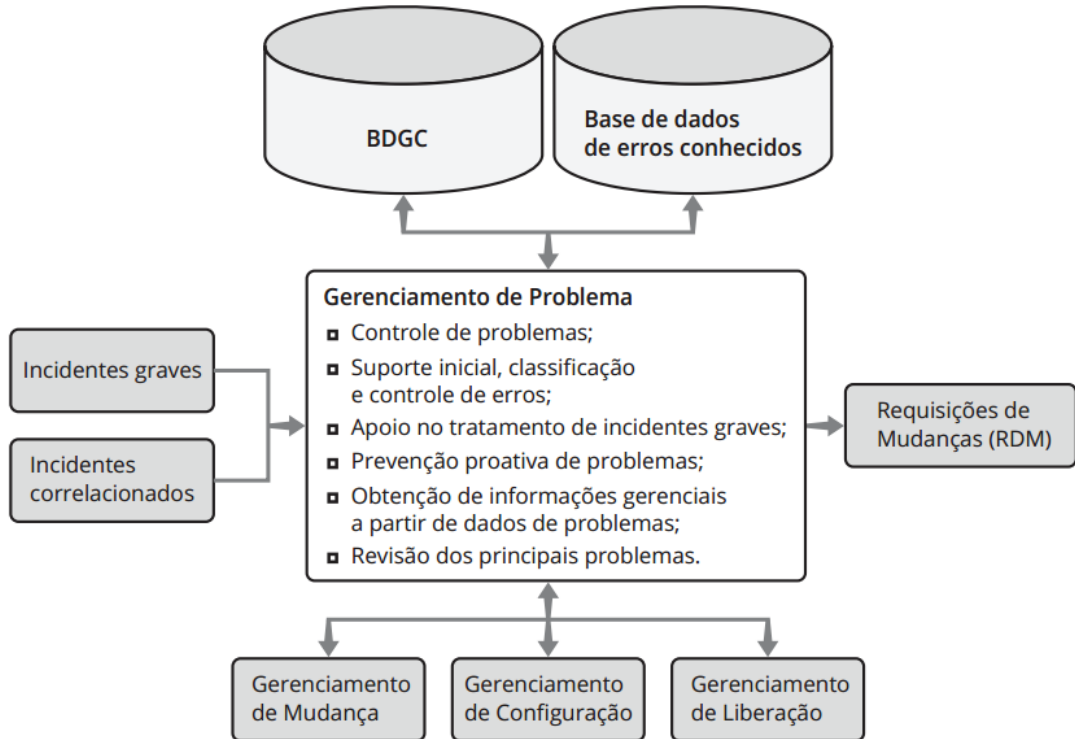 BDGC
Base de dados
de erros conhecidos
Gerenciamento de Problema
Controle de problemas;
Suporte inicial, classificação
e controle de erros;
Apoio no tratamento de incidentes graves;
Prevenção proativa de problemas;
Obtenção de informações gerenciais
a partir de dados de problemas;
Revisão dos principais problemas.
Incidentes graves
Incidentes
correlacionados
Requisições de
Mudanças (RDM)
Gerenciamento
de Mudança
Gerenciamento
de Configuração
Gerenciamento
de Liberação